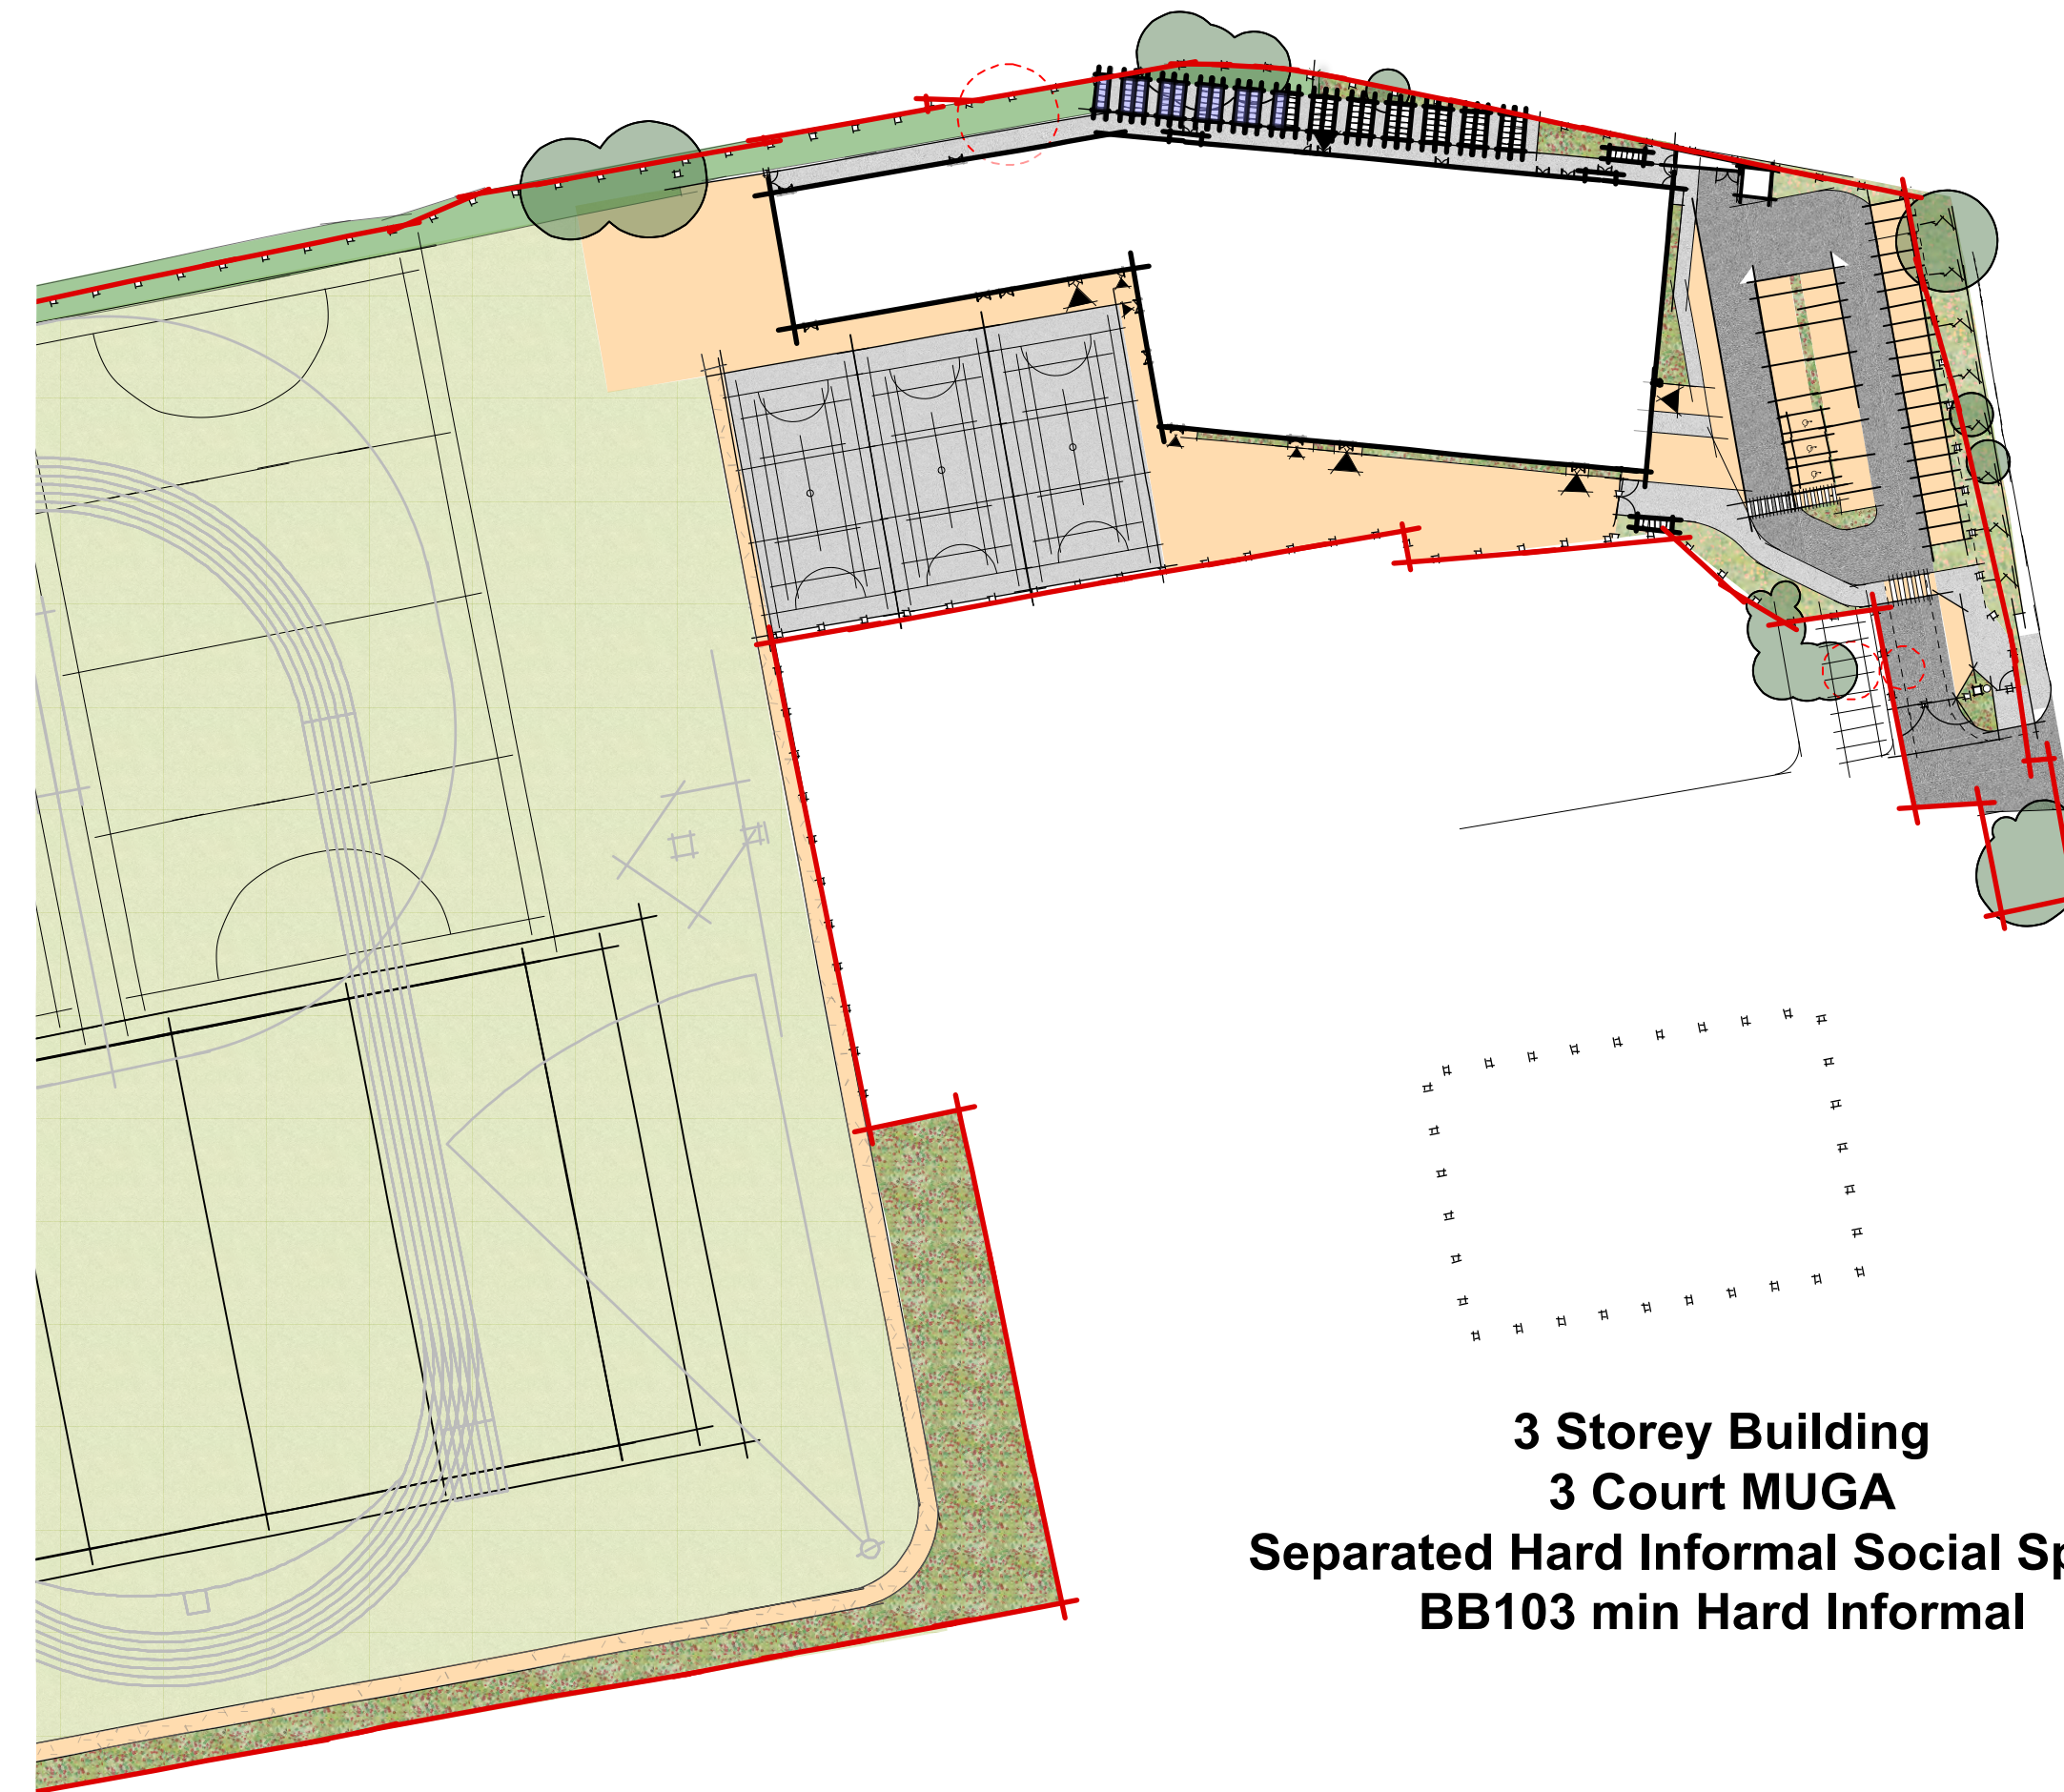 3 Storey Building
3 Court MUGA
Separated Hard Informal Social Sp
BB103 min Hard Informal